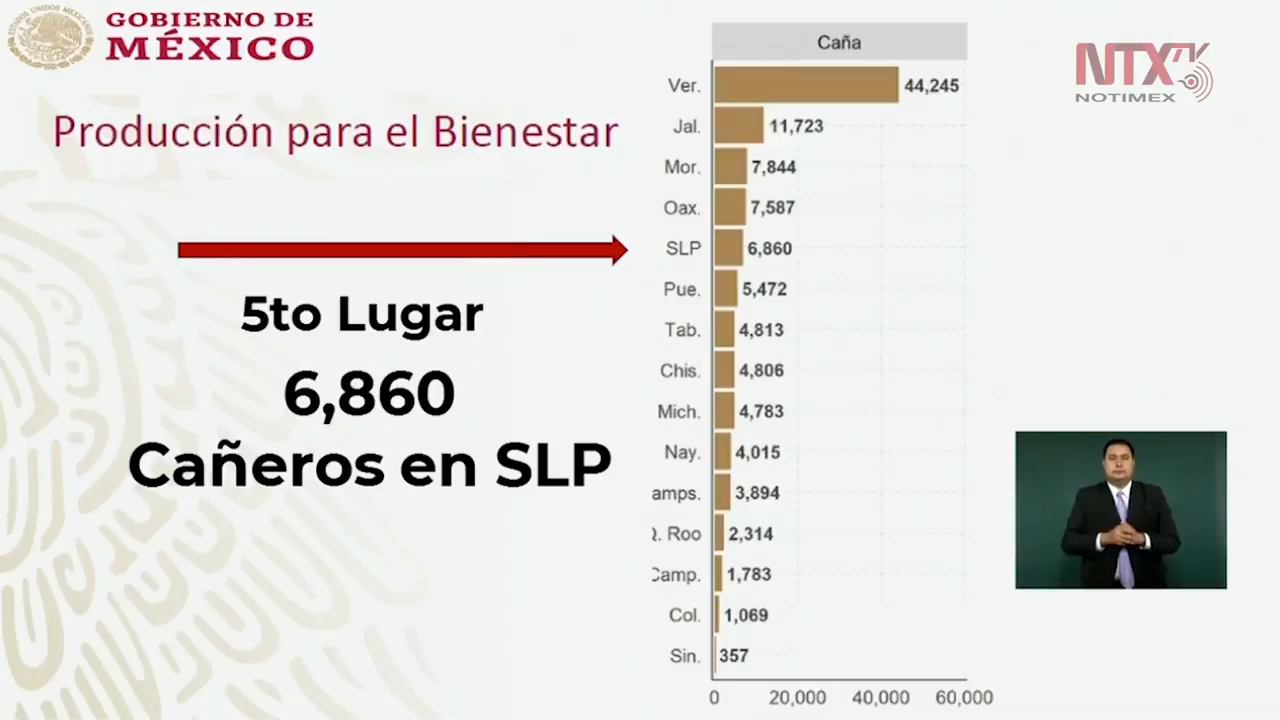 GOBIERNO DE
MÉXICO
Producción para el Bienestar
5to Lugar
6,860
Cañeros en SLP
Caña
Ver. 44,245
Jal. 11,723
Mor. 7,844
Oax. 7,587
SLP 6,860
Pue. 5,472
Tab. 4,813
Chis. 4,806
Mich. 4,783
Nay. 4,015
amps. 3,894
Q. Roo 2,314
Camp. 1,783
Col. 1,069
Sin. 357
0 20,000 40,000 60,000
NTX TV
NOTIMEX